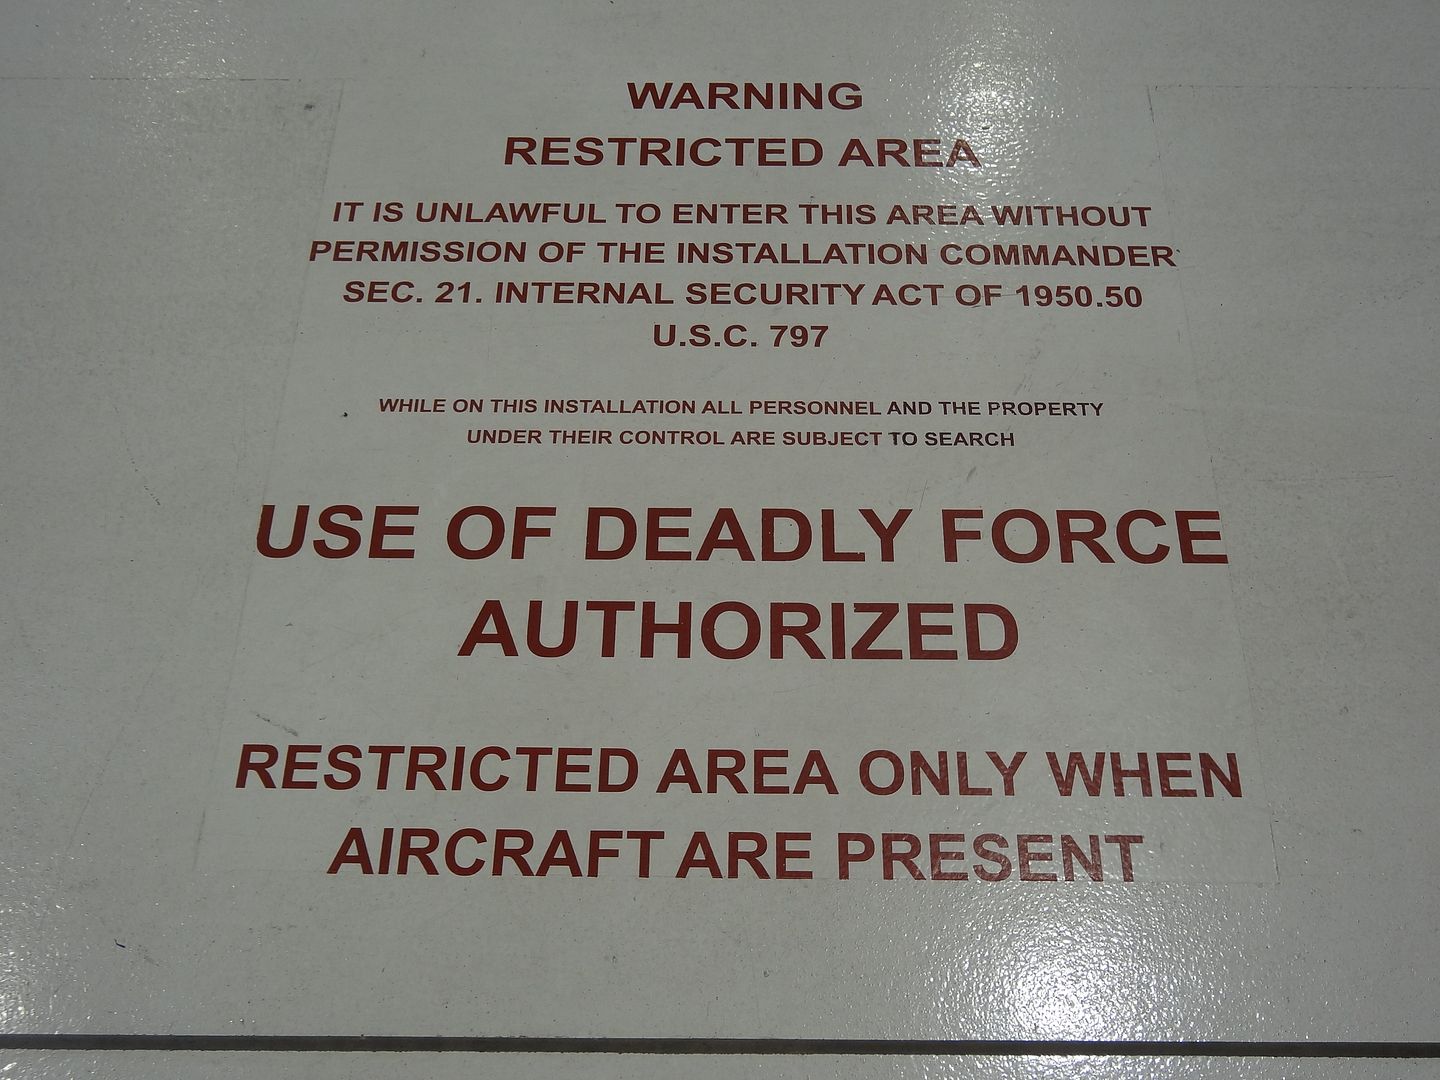 WARNING
RESTRICTED AREA
IT IS UNLAWFUL TO ENTER THIS AREA WITHOUT
PERMISSION OF THE INSTALLATION COMMANDER
SEC. 21. INTERNAL SECURITY ACT OF 1950.50
U.S.C. 797
WHILE ON THIS INSTALLATION ALL PERSONNEL AND THE PROPERTY
UNDER THEIR CONTROL ARE SUBJECT TO SEARCH
USE OF DEADLY FORCE
AUTHORIZED
RESTRICTED AREA ONLY WHEN
AIRCRAFT ARE PRESENT